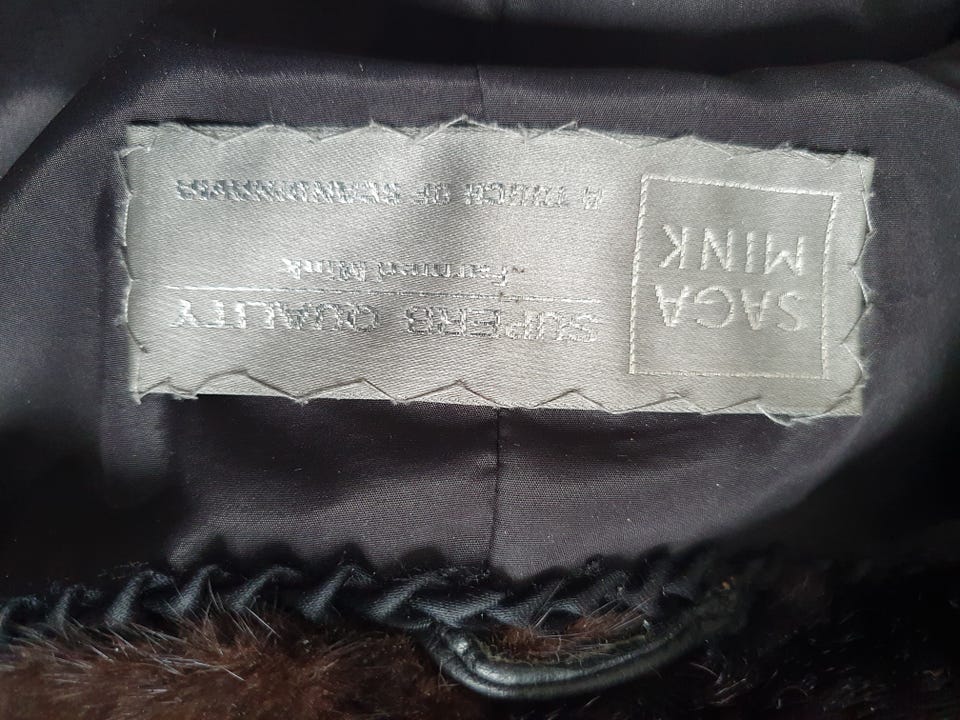 SAGA
MINK
SUPERB QUALITY
Farmed Mink
A TOUCH OF SCANDINAVIA